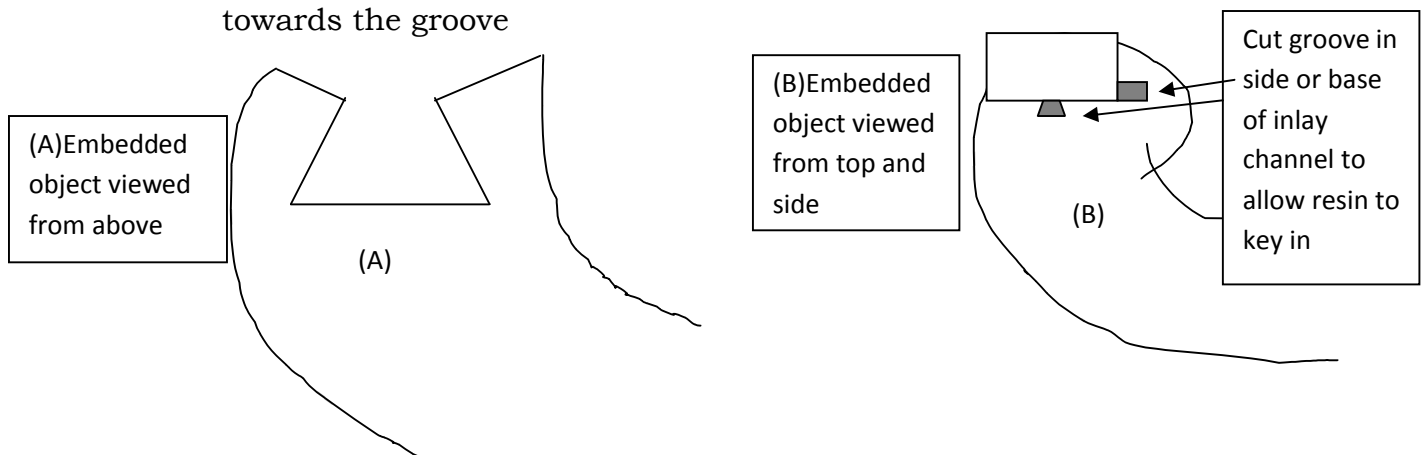 towards the groove
(A)Embedded
object viewed
from above
(A)
(B)Embedded
object viewed
from top and
side
(B)
Cut groove in
side or base
of inlay
channel to
allow resin to
key in